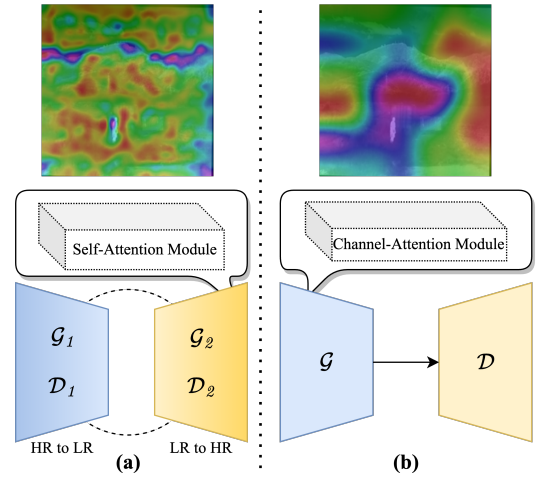 Self-Attention Module
𝒢1
𝒟1
𝒢2
𝒟2
HR to LR
LR to HR
(a)
Channel-Attention Module
𝒢
𝒟
(b)